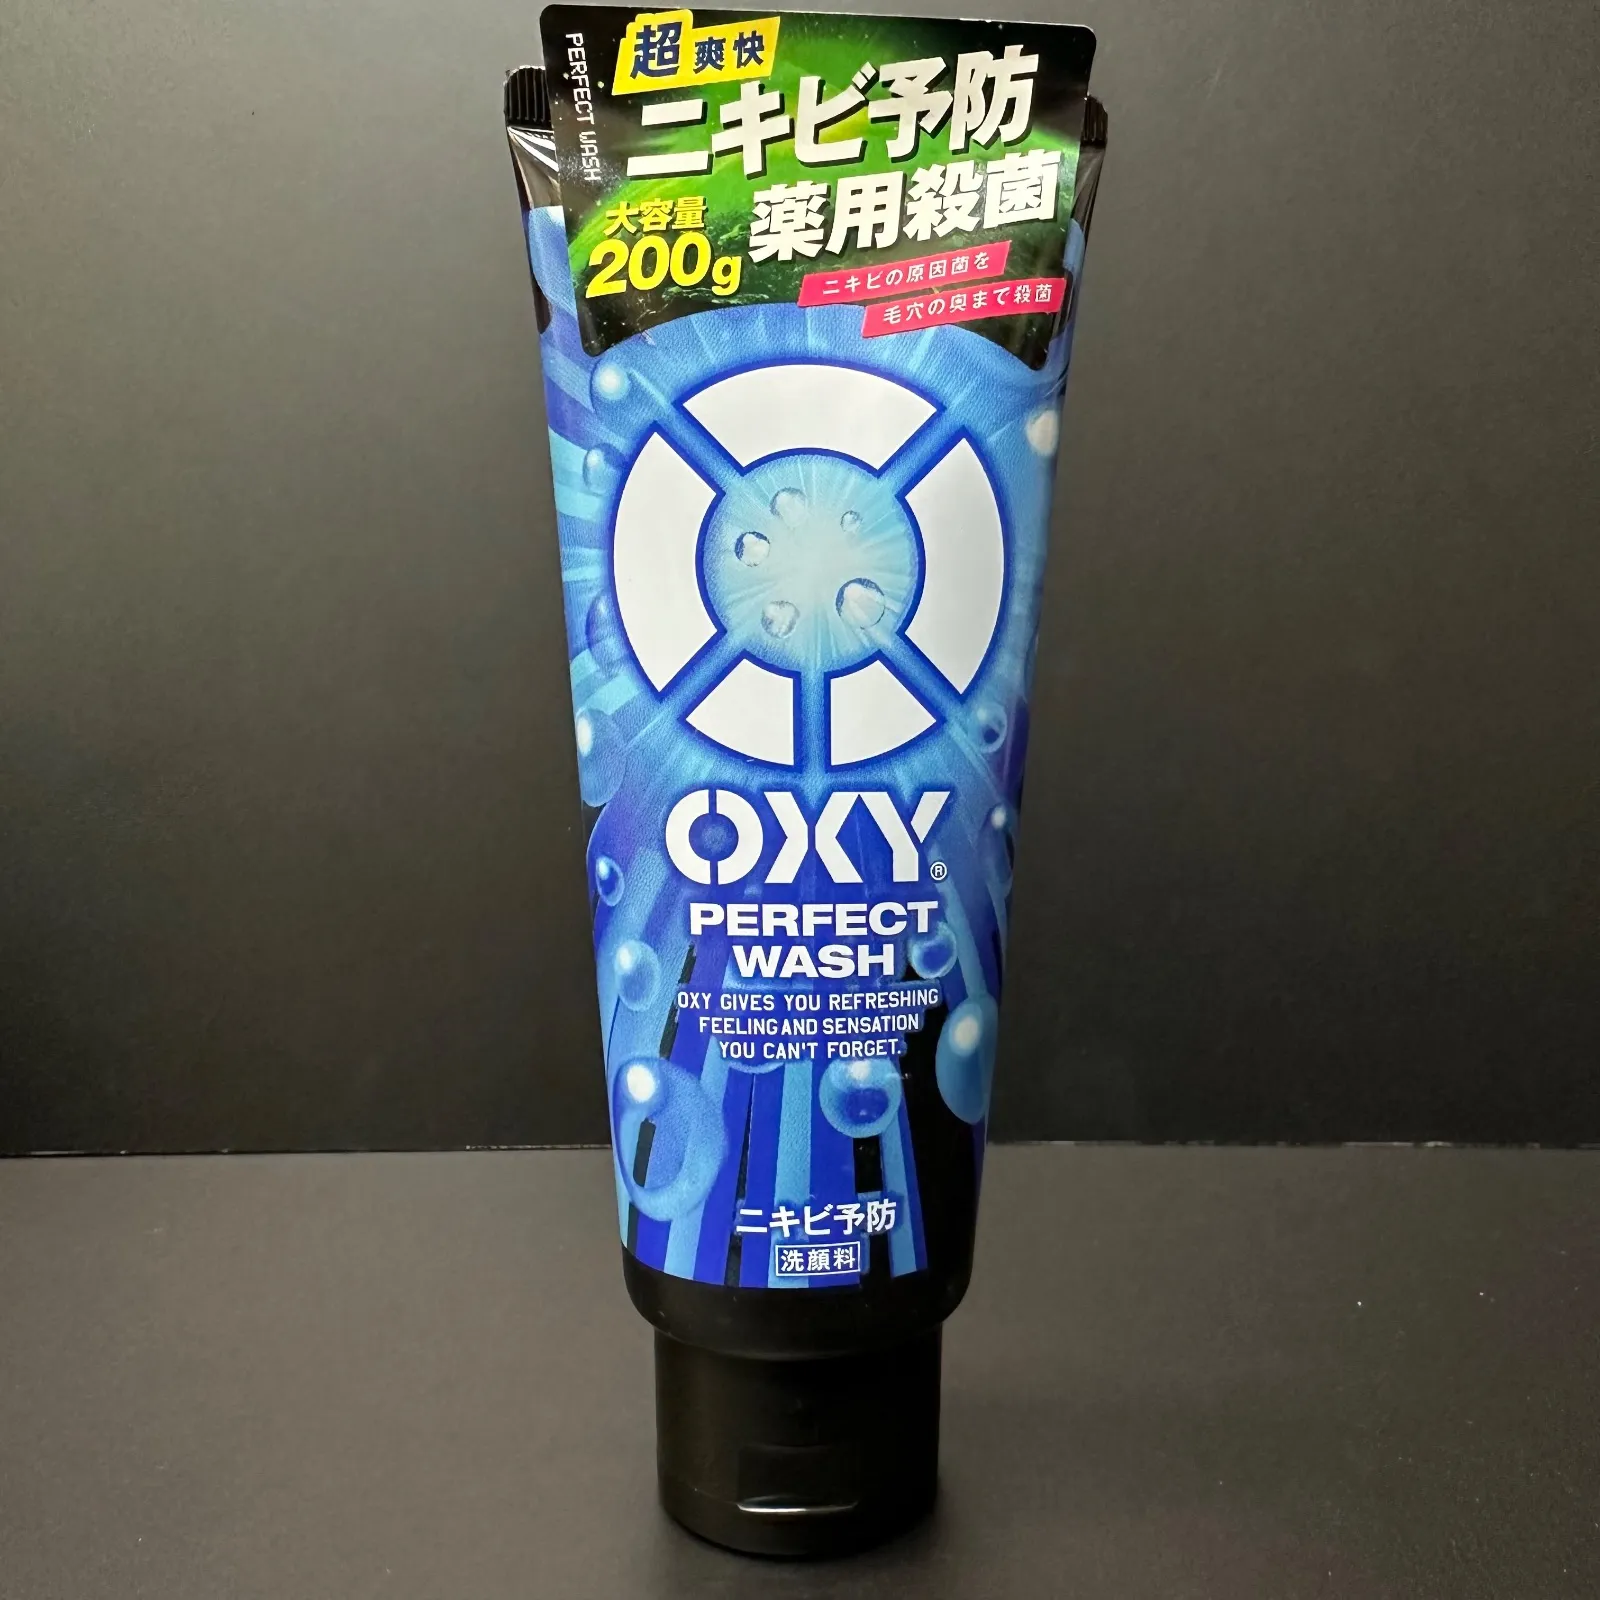 PERFECT WASH
超爽快
ニキビ予防
薬用殺菌
大容量
200g
ニキビの原因菌を
毛穴の奥まで殺菌
OXY®
PERFECT
WASH
OXY GIVES YOU REFRESHING
FEELING AND SENSATION
YOU CAN'T FORGET.
ニキビ予防
洗顔料